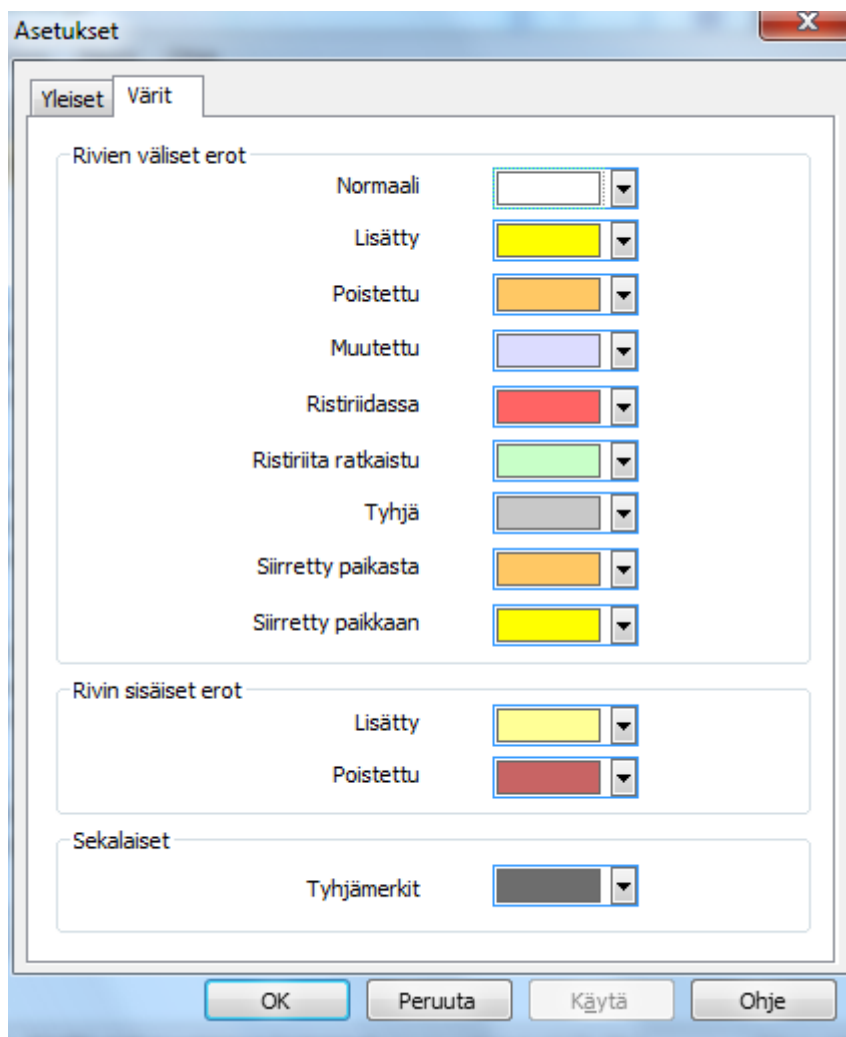 Asetukset
Yleiset Värit
Rivien väliset erot
Normaali
Lisätty
Poistettu
Muutettu
Ristiriidassa
Ristiriita ratkaistu
Tyhjä
Siirretty paikasta
Siirretty paikkaan
Rivin sisäiset erot
Lisätty
Poistettu
Sekalaiset
Tyhjämerkit
OK Peruuta Käytä Ohje